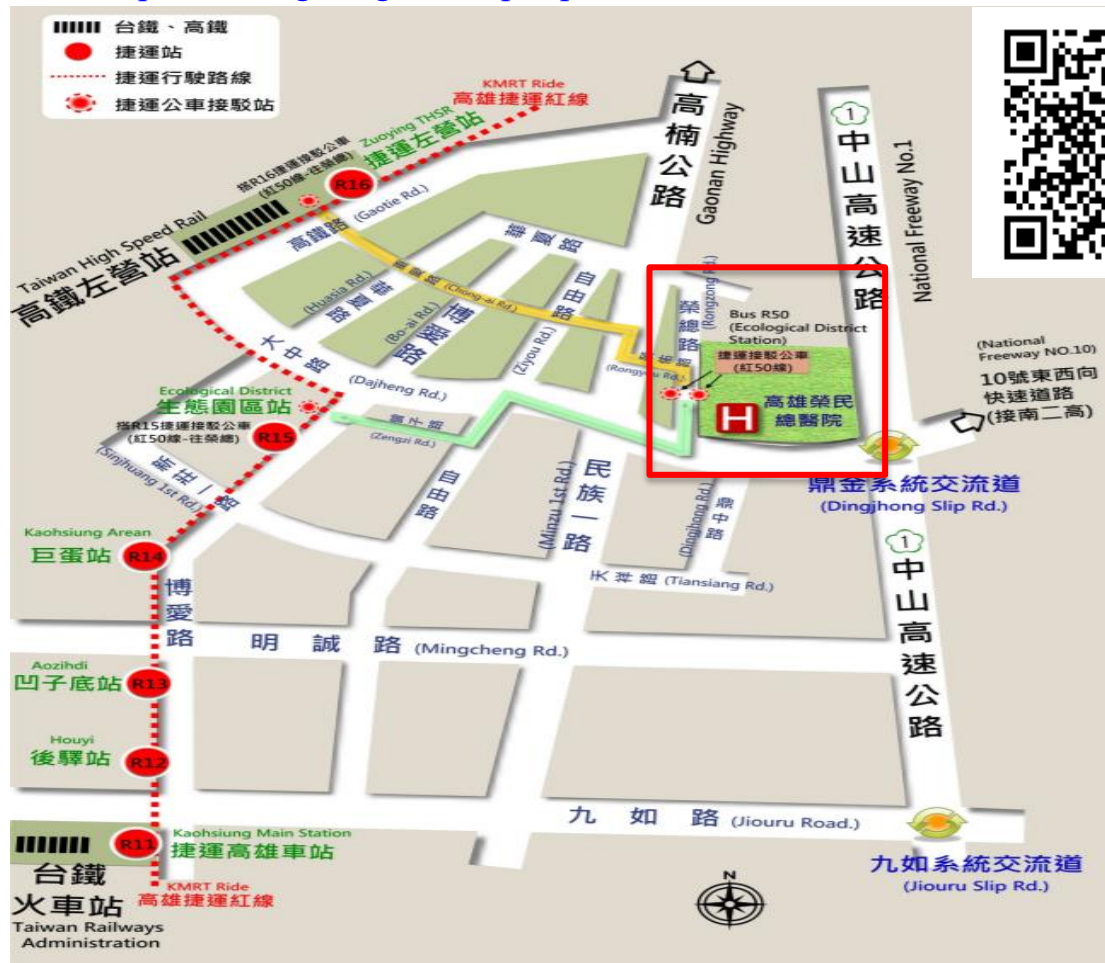 台鐵、高鐵
捷運站
捷運行駛路線
捷運公車接駁站
KMRT Ride
高雄捷運紅線
Zuoying THSR
捷運左營站
搭R16捷運接駁公車
(紅50線-往榮總)
R16
Taiwan High Speed Rail
高鐵左營站
高鐵路 (Gaotie Rd.)
高楠公路
Gaonan Highway
1
中山高速公路
National Freeway No.1
華夏路
(Huaxia Rd.)
華夏路
(Chong-ai Rd.)
(Bo-ai Rd.)
博愛路
自由路
(Ziyou Rd.)
榮總路
(Rongzong Rd.)
Bus R50
(Ecological District
Station)
捷運接駁公車
(紅50線)
(Rongyou Rd.)
H
高雄榮民
總醫院
(National
Freeway NO.10)
10號東西向
快速道路
(接南二高)
大中路
(Dajheng Rd.)
Ecological District
生態園區站
搭R15捷運接駁公車
(紅50線-往榮總)
R15
(Zengzi Rd.)
(Sinjhuang 1st Rd.)
新莊一路
自由路
民族一路
(Minzu 1st Rd.)
(Dingjhong Rd.)
鼎中路
鼎金系統交流道
(Dingjhong Slip Rd.)
Kaohsiung Arean
巨蛋站
R14
天祥路 (Tiansiang Rd.)
1
中山高速公路
博愛路
明誠路 (Mingcheng Rd.)
Aozihdi
凹子底站
R13
Houyi
後驛站
R12
九如路 (Jiouru Road.)
R11
Kaohsiung Main Station
捷運高雄車站
九如系統交流道
(Jiouru Slip Rd.)
台鐵
火車站
Taiwan Railways
Administration
KMRT Ride
高雄捷運紅線
N